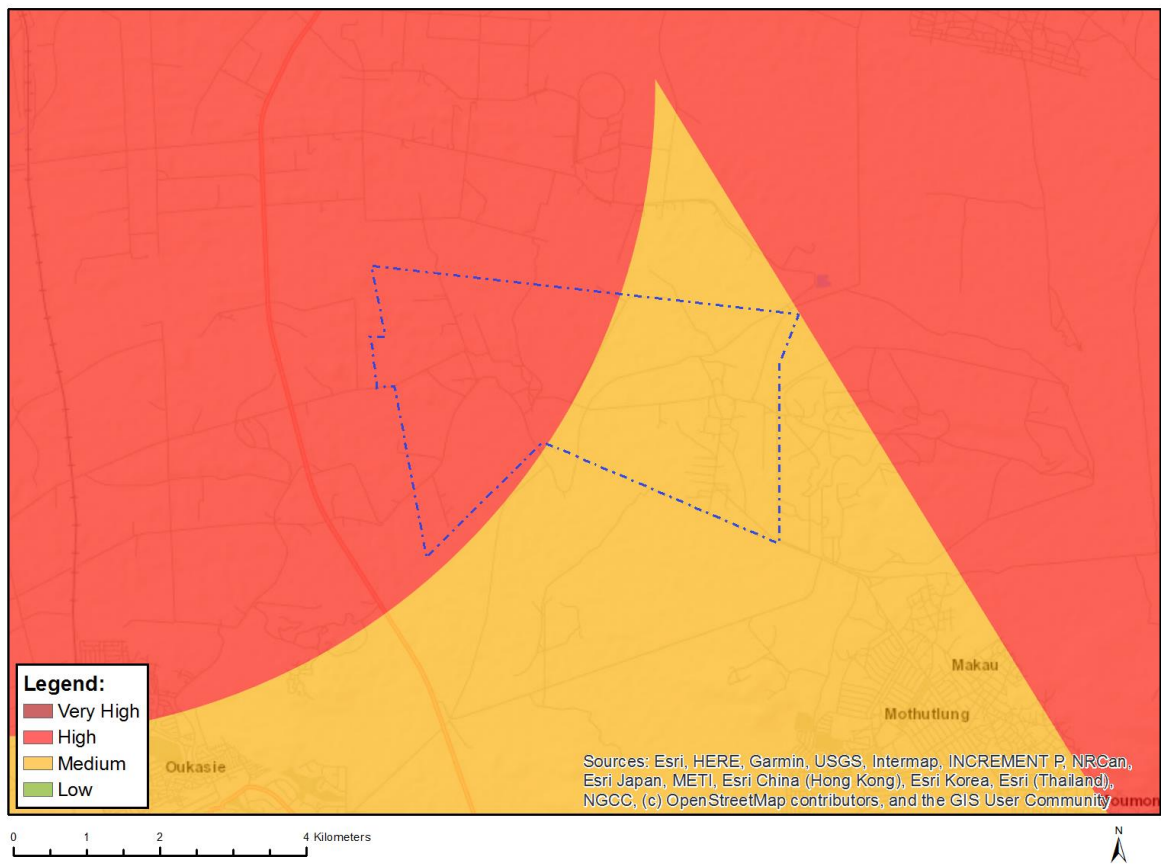 Makau
Mothutlung
Legend:
Very High
High
Medium
Low
Oukasie
Sources: Esri, HERE, Garmin, USGS, Intermap, INCREMENT P, NRCan,
Esri Japan, METI, Esri China (Hong Kong), Esri Korea, Esri (Thailand),
NGCC, (c) OpenStreetMap contributors, and the GIS User Community
0 1 2 4 Kilometers
N